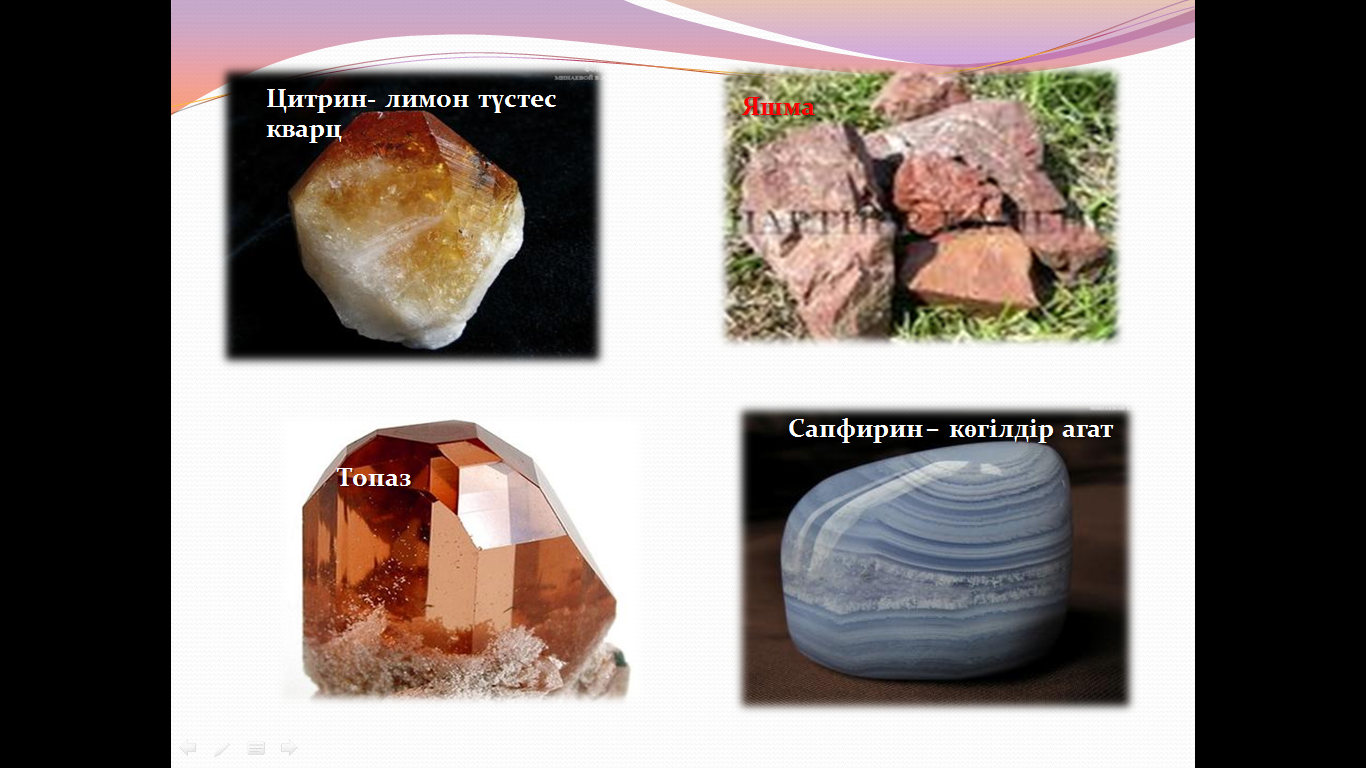 Цитрин- лимон түстес
кварц
Яшма
Топаз
Сапфирин – көгілдір агат